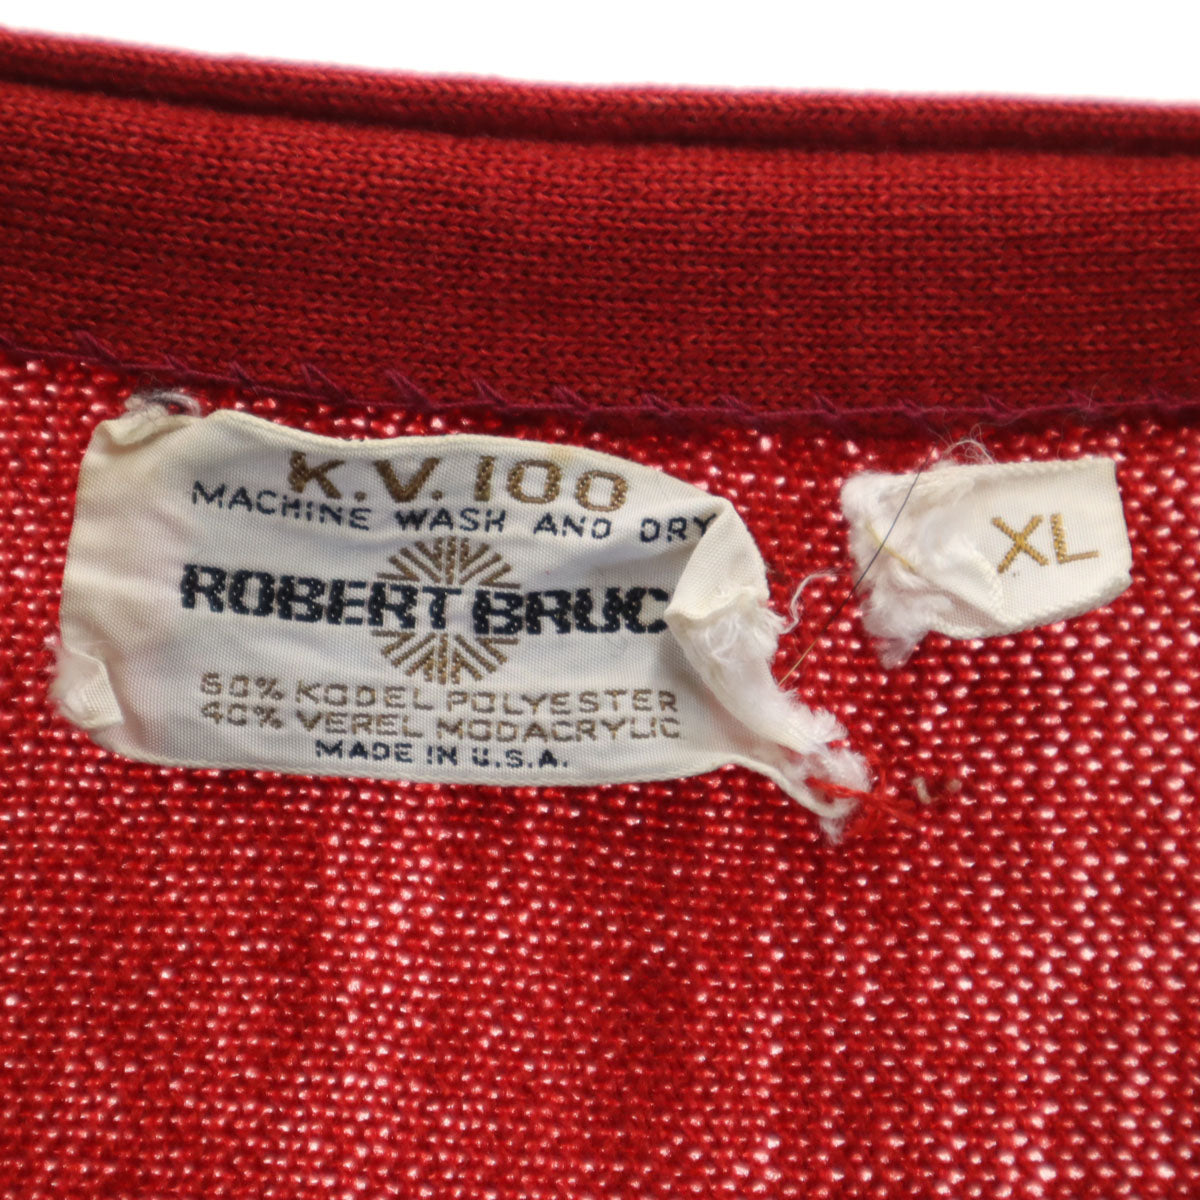 K.V. 100
MACHINE WASH AND DRY
ROBERT BRUC
60% KODEL POLYESTER
40% VEREL MODACRYLIC
MADE IN U.S.A.
XL